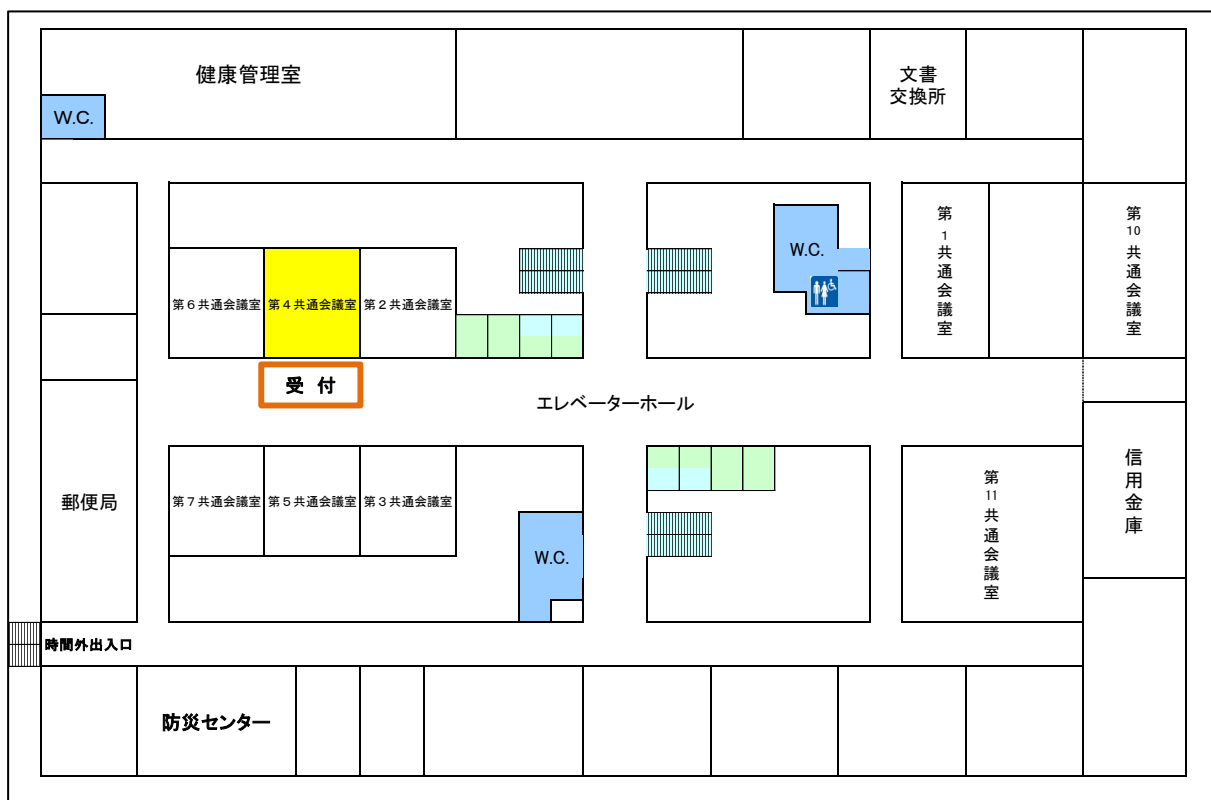 健康管理室
文書
交換所
W.C.
W.C.
第1共通会議室
第10共通会議室
第６共通会議室
第４共通会議室
第２共通会議室
受 付
エレベーターホール
郵便局
第７共通会議室
第５共通会議室
第３共通会議室
第11共通会議室
信用金庫
W.C.
時間外出入口
防災センター